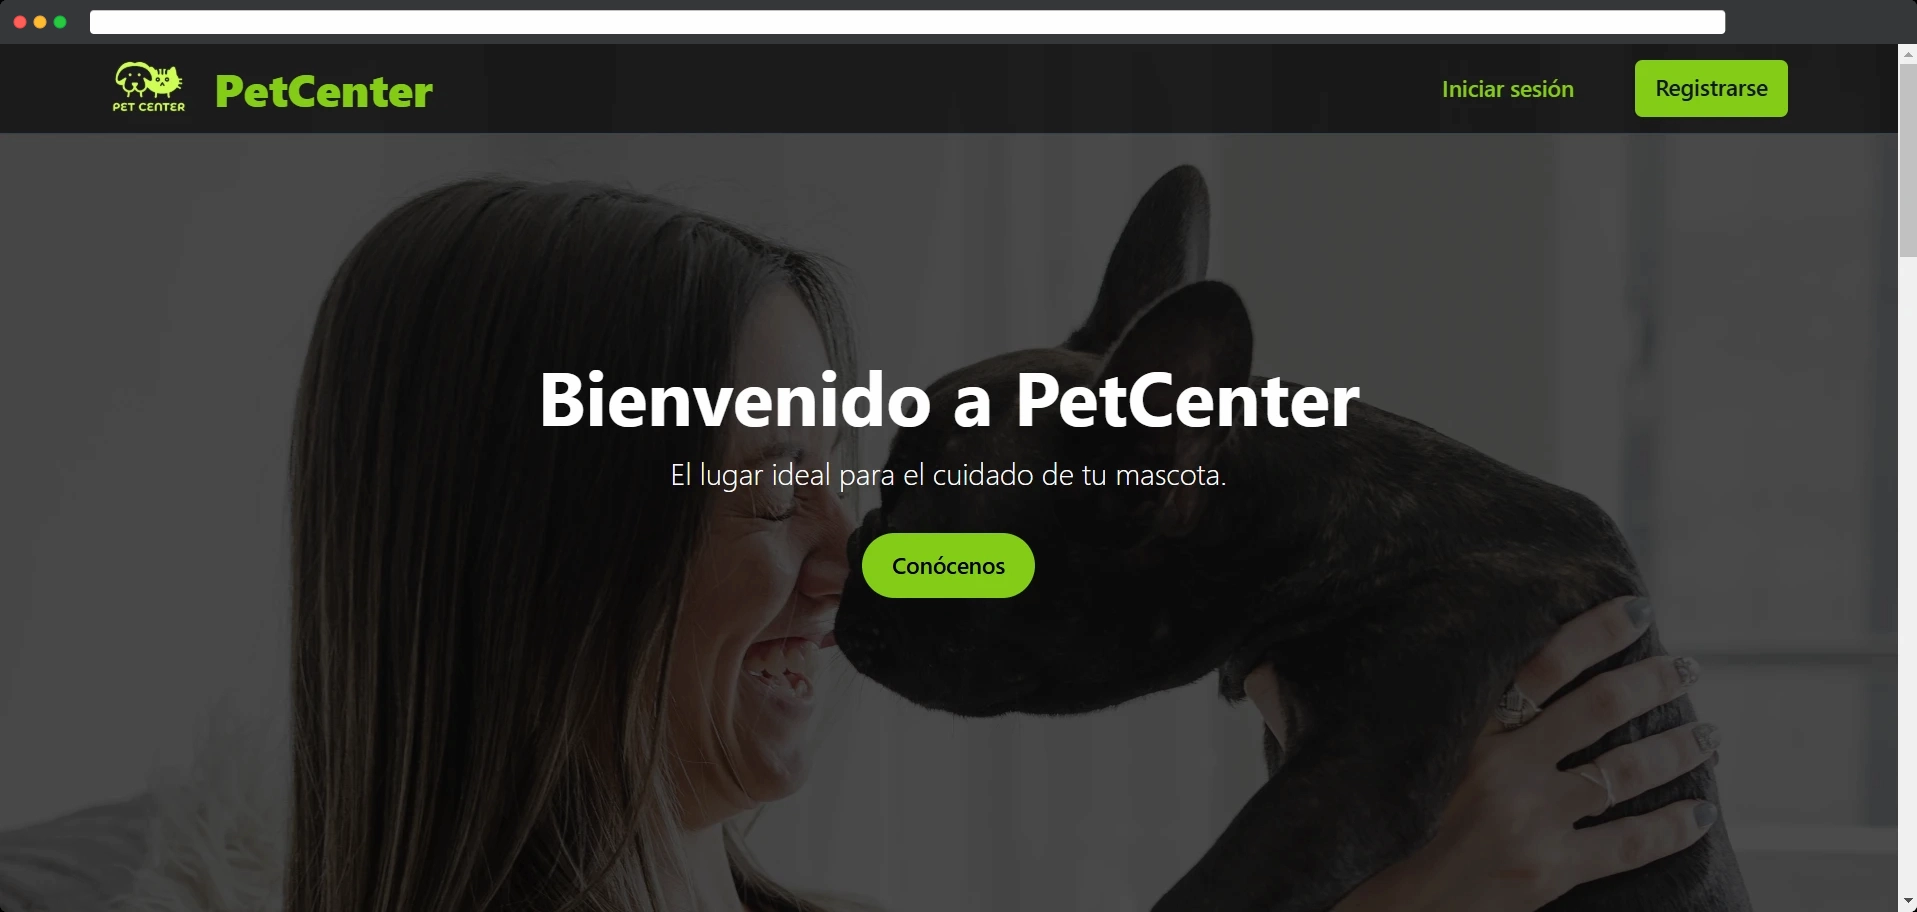 PET CENTER
PetCenter
Iniciar sesión
Registrarse
Bienvenido a PetCenter
El lugar ideal para el cuidado de tu mascota.
Conócenos